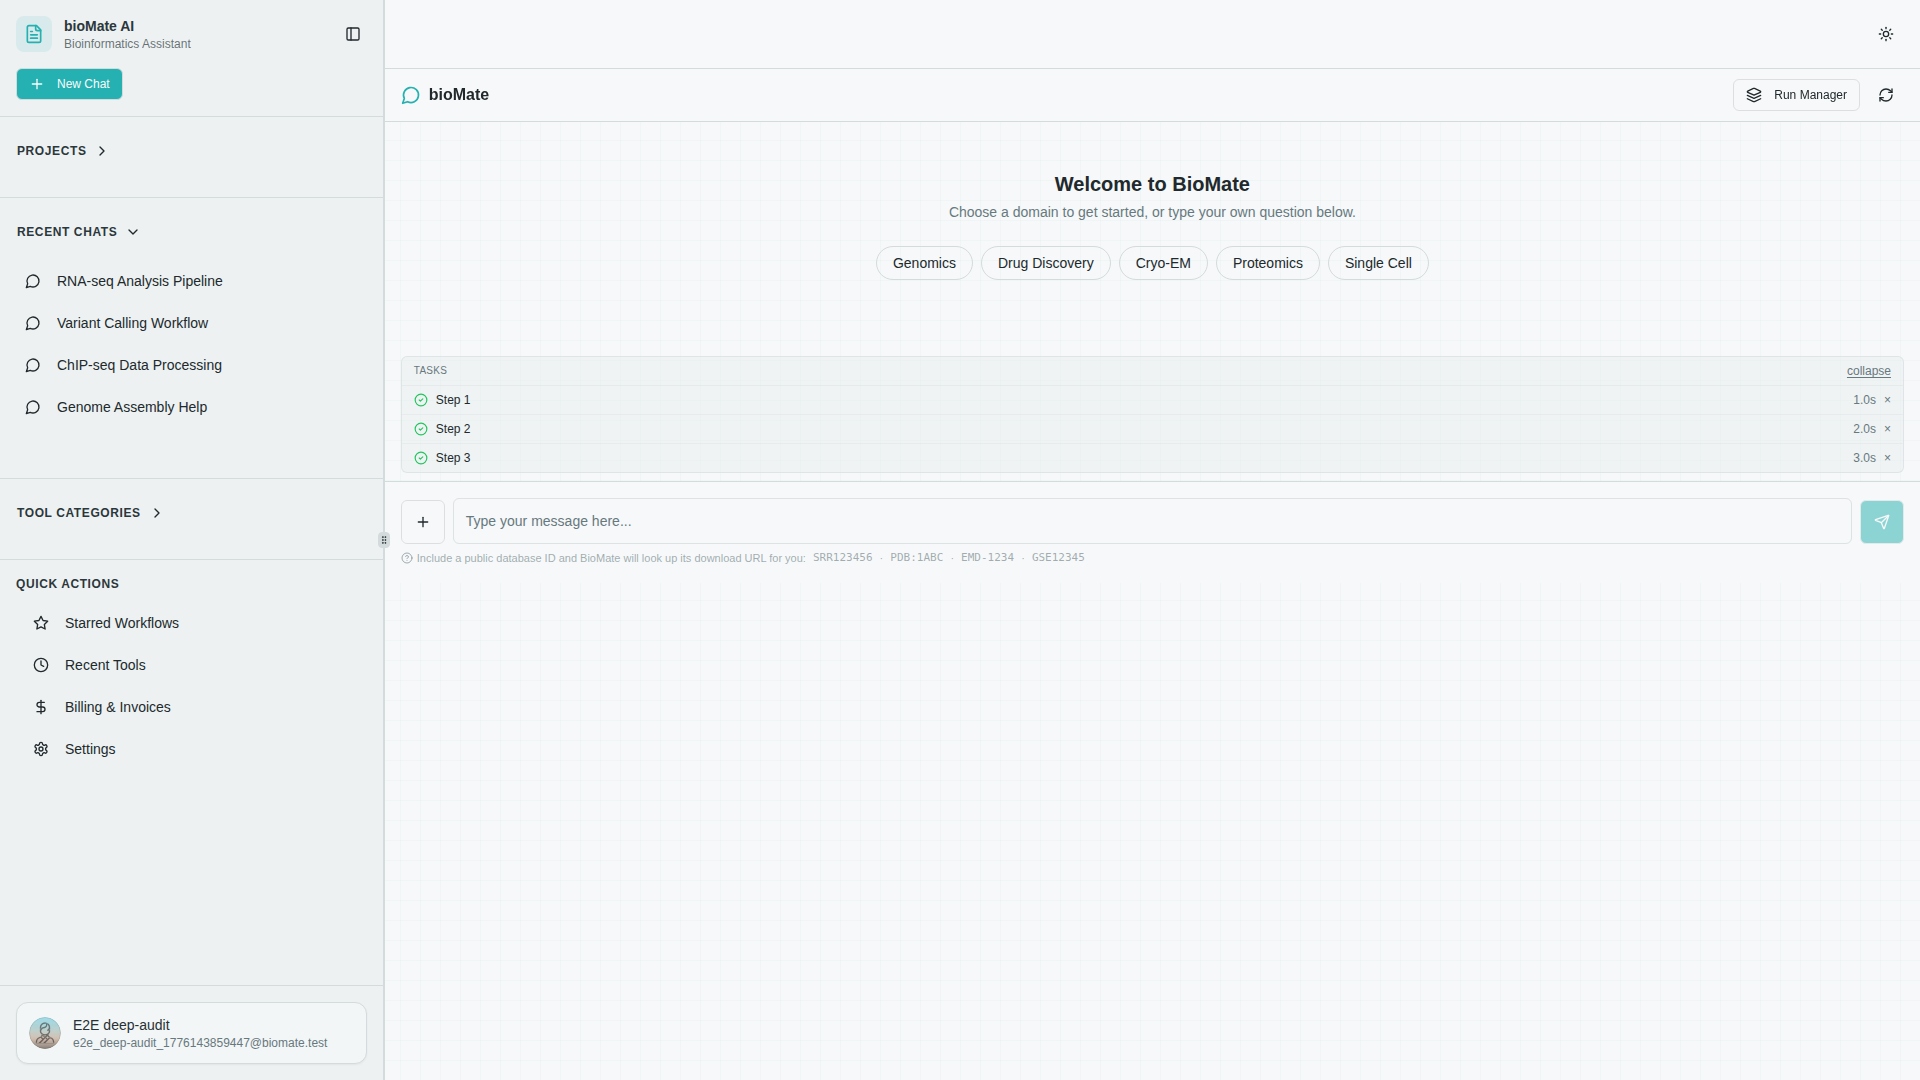 bioMate AI
Bioinformatics Assistant
New Chat
PROJECTS
RECENT CHATS
RNA-seq Analysis Pipeline
Variant Calling Workflow
ChIP-seq Data Processing
Genome Assembly Help
TOOL CATEGORIES
QUICK ACTIONS
Starred Workflows
Recent Tools
Billing & Invoices
Settings
E2E deep-audit
e2e_deep-audit_1776143859447@biomate.test
bioMate
Run Manager
Welcome to BioMate
Choose a domain to get started, or type your own question below.
Genomics Drug Discovery Cryo-EM Proteomics Single Cell
TASKS collapse
Step 1 1.0s ×
Step 2 2.0s ×
Step 3 3.0s ×
Type your message here...
Include a public database ID and BioMate will look up its download URL for you: SRR123456 · PDB:1ABC · EMD-1234 · GSE12345